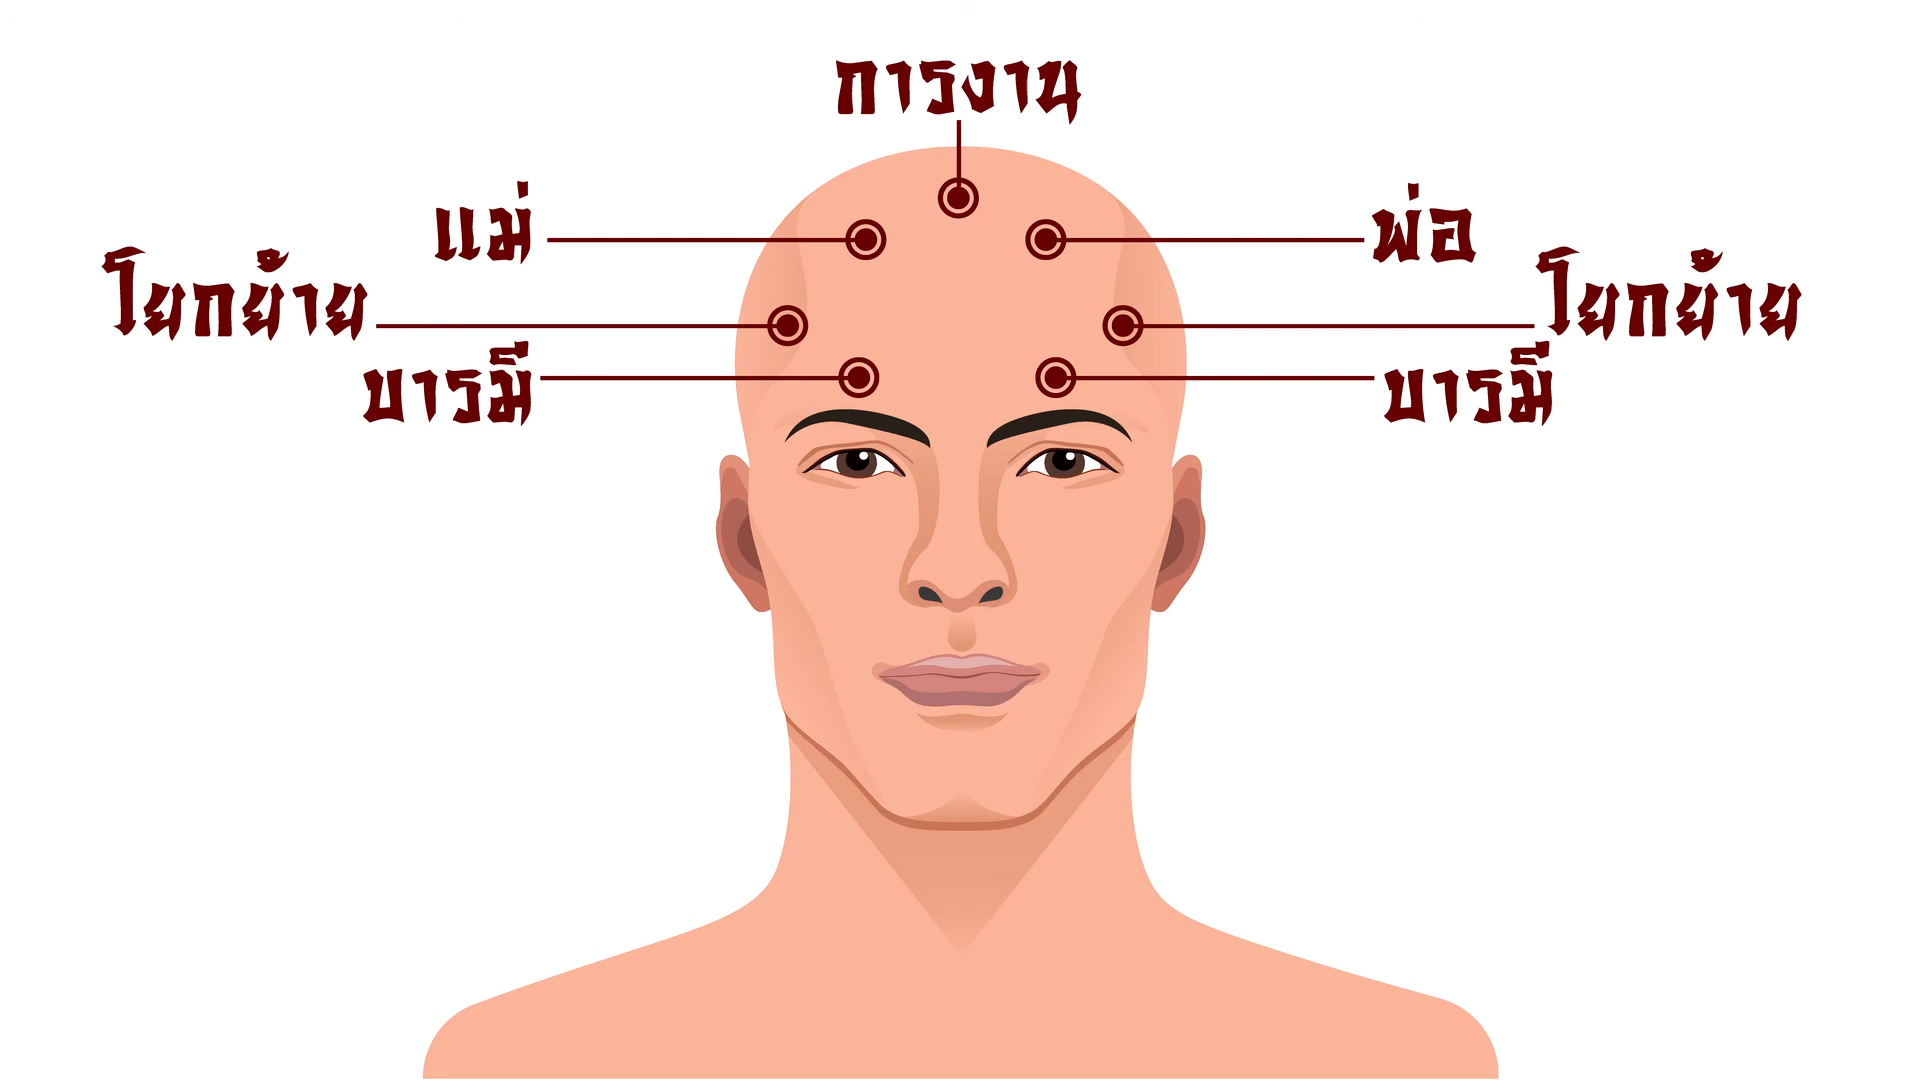 การงาน
แม่
พ่อ
โยกย้าย
โยกย้าย
บารมี
บารมี